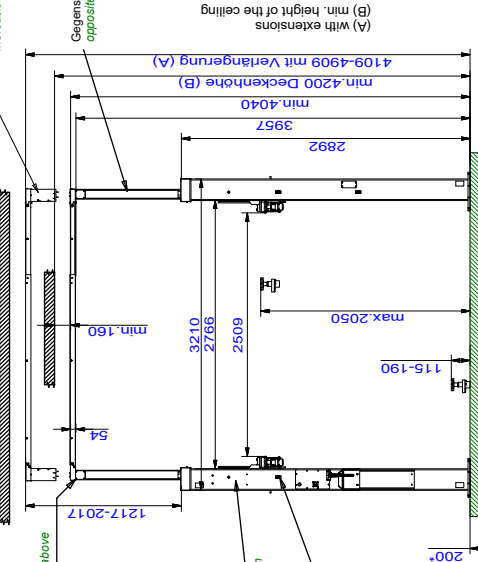 Gegens
opposite
(A) with extensions
(B) min. height of the ceiling
4109-4909 mit Verlängerung (A)
min.4200 Deckenhöhe (B)
min.4040
3957
2892
min.160
3210
2766
2509
max.2050
115-190
54
1217-2017
above
200*